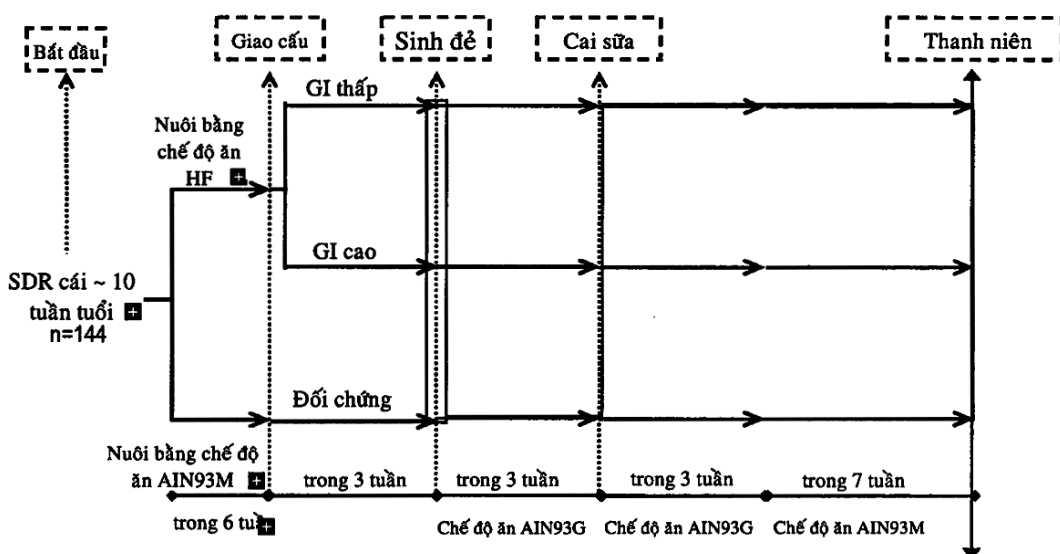 Bắt đầu
Giao cấu
Sinh đẻ
Cai sữa
Thanh niên
GI thấp
Nuôi bằng
chế độ ăn
HF
GI cao
SDR cái ~ 10
tuần tuổi
n=144
Đối chứng
Nuôi bằng chế độ
ăn AIN93M
trong 3 tuần
trong 3 tuần
trong 3 tuần
trong 7 tuần
trong 6
Chế độ ăn AIN93G
Chế độ ăn AIN93G
Chế độ ăn AIN93M